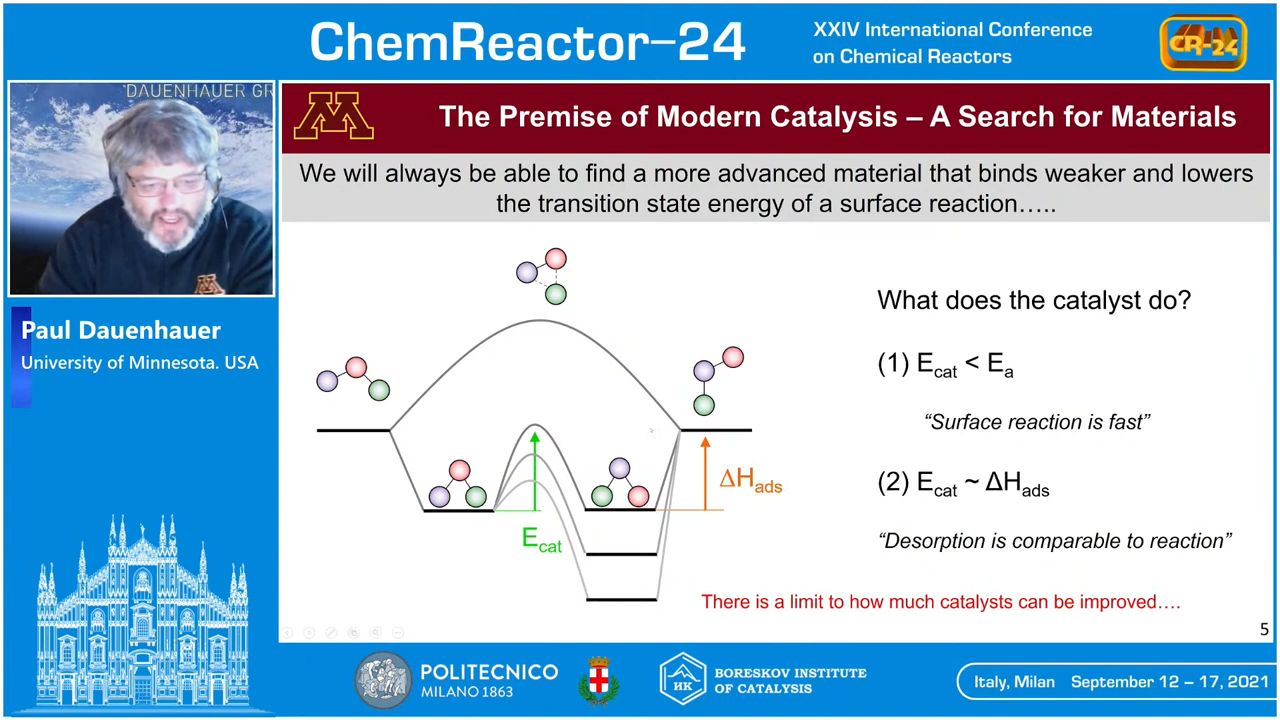 ChemReactor–24
XXIV International Conference
on Chemical Reactors
CR-24
DAUENHAUER GR
The Premise of Modern Catalysis – A Search for Materials
We will always be able to find a more advanced material that binds weaker and lowers
the transition state energy of a surface reaction…..
Paul Dauenhauer
University of Minnesota. USA
What does the catalyst do?
(1) Ecat < Ea
“Surface reaction is fast”
ΔHads
(2) Ecat ~ ΔHads
Ecat
“Desorption is comparable to reaction”
There is a limit to how much catalysts can be improved….
5
POLITECNICO
MILANO 1863
НК
BORESKOV INSTITUTE
OF CATALYSIS
Italy, Milan September 12 – 17, 2021